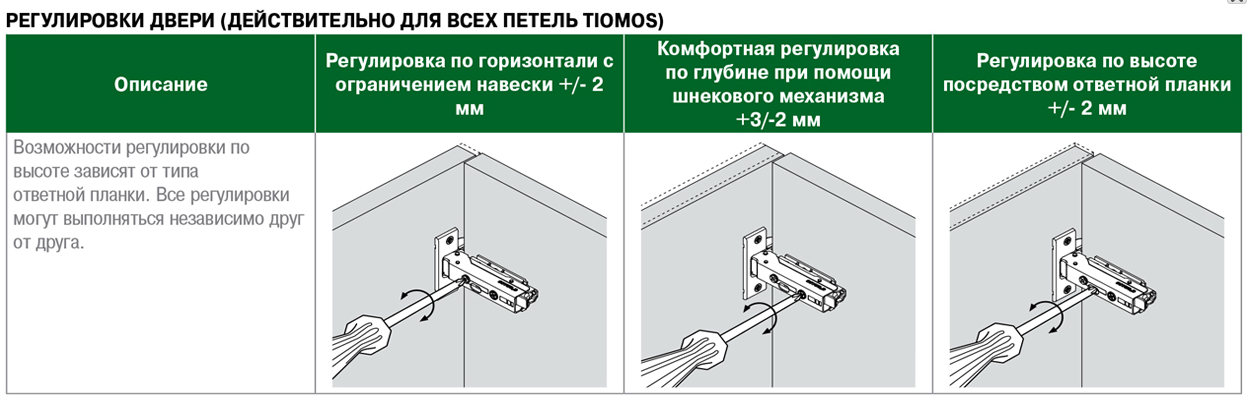 РЕГУЛИРОВКИ ДВЕРИ (ДЕЙСТВИТЕЛЬНО ДЛЯ ВСЕХ ПЕТЕЛЬ TIOMOS)
Описание
Регулировка по горизонтали с
ограничением навески +/- 2
мм
Комфортная регулировка
по глубине при помощи
шнекового механизма
+3/-2 мм
Регулировка по высоте
посредством ответной планки
+/- 2 мм
Возможности регулировки по
высоте зависят от типа
ответной планки. Все регулировки
могут выполняться независимо друг
от друга.